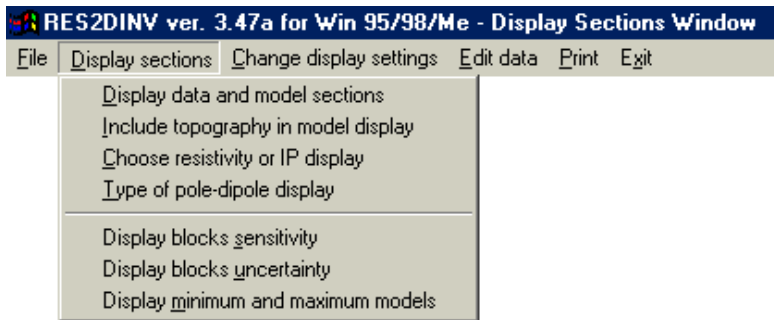 RES2DINV ver. 3.47a for Win 95/98/Me - Display Sections Window
File Display sections Change display settings Edit data Print Exit
Display data and model sections
Include topography in model display
Choose resistivity or IP display
Type of pole-dipole display
Display blocks sensitivity
Display blocks uncertainty
Display minimum and maximum models